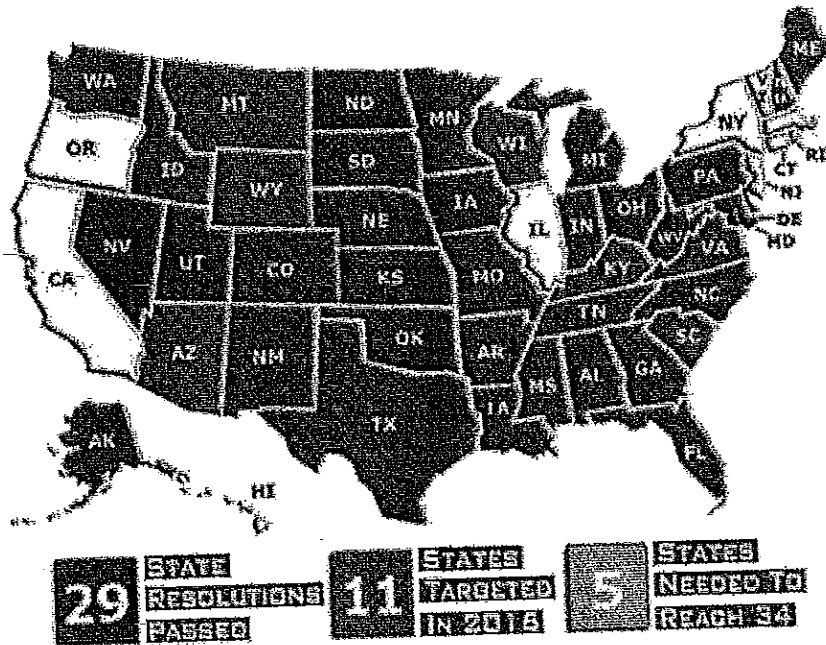 WA
MT
ND
MN
ME
OR
ID
SD
WI
MI
NY
VT
RI
CT
WY
IA
PA
NJ
NE
IL
IN
OH
DE
MD
NV
UT
CO
KS
MO
WV
VA
KY
CA
NC
TN
AZ
NM
OK
AR
SC
MS
AL
GA
LA
TX
FL
AK
HI
29 STATE
RESOLUTIONS
PASSED
11 STATES
TARGETED
IN
5 STATES
NEEDED TO
REACH 34